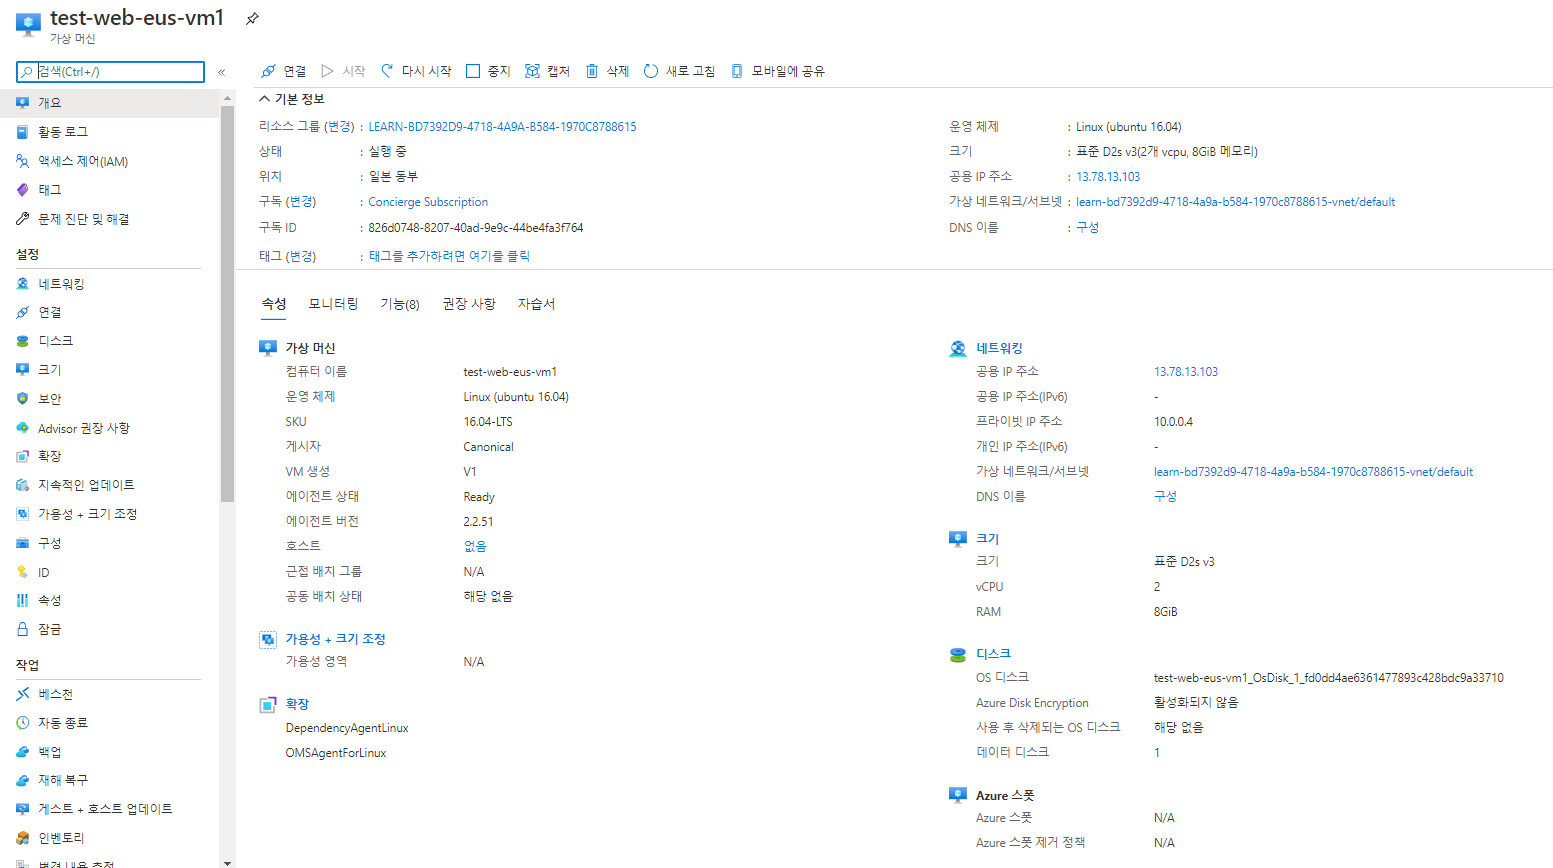 test-web-eus-vm1
가상 머신
검색(Ctrl+/)
«
연결
시작
다시 시작
중지
캡처
삭제
새로 고침
모바일에 공유
개요
활동 로그
액세스 제어(IAM)
태그
문제 진단 및 해결
설정
네트워킹
연결
디스크
크기
보안
Advisor 권장 사항
확장
지속적인 업데이트
가용성 + 크기 조정
구성
ID
속성
잠금
작업
베스천
자동 종료
백업
재해 복구
게스트 + 호스트 업데이트
인벤토리
변경 내용 추적
기본 정보
리소스 그룹 (변경) : LEARN-BD7392D9-4718-4A9A-B584-1970C8788615
상태 : 실행 중
위치 : 일본 동부
구독 (변경) : Concierge Subscription
구독 ID : 826d0748-8207-40ad-9e9c-44be4fa3f764
태그 (변경) : 태그를 추가하려면 여기를 클릭
운영 체제 : Linux (ubuntu 16.04)
크기 : 표준 D2s v3(2개 vcpu, 8GiB 메모리)
공용 IP 주소 : 13.78.13.103
가상 네트워크/서브넷 : learn-bd7392d9-4718-4a9a-b584-1970c8788615-vnet/default
DNS 이름 : 구성
속성
모니터링
기능(8)
권장 사항
자습서
가상 머신
컴퓨터 이름 test-web-eus-vm1
운영 체제 Linux (ubuntu 16.04)
SKU 16.04-LTS
게시자 Canonical
VM 생성 V1
에이전트 상태 Ready
에이전트 버전 2.2.51
호스트 없음
근접 배치 그룹 N/A
공동 배치 상태 해당 없음
가용성 + 크기 조정
가용성 영역 N/A
확장
DependencyAgentLinux
OMSAgentForLinux
네트워킹
공용 IP 주소 13.78.13.103
공용 IP 주소(IPv6) -
프라이빗 IP 주소 10.0.0.4
개인 IP 주소(IPv6) -
가상 네트워크/서브넷 learn-bd7392d9-4718-4a9a-b584-1970c8788615-vnet/default
DNS 이름 구성
크기
크기 표준 D2s v3
vCPU 2
RAM 8GiB
디스크
OS 디스크 test-web-eus-vm1_OsDisk_1_fd0dd4ae6361477893c428bdc9a33710
Azure Disk Encryption 활성화되지 않음
사용 후 삭제되는 OS 디스크 해당 없음
데이터 디스크 1
Azure 스폿
Azure 스폿 N/A
Azure 스폿 제거 정책 N/A